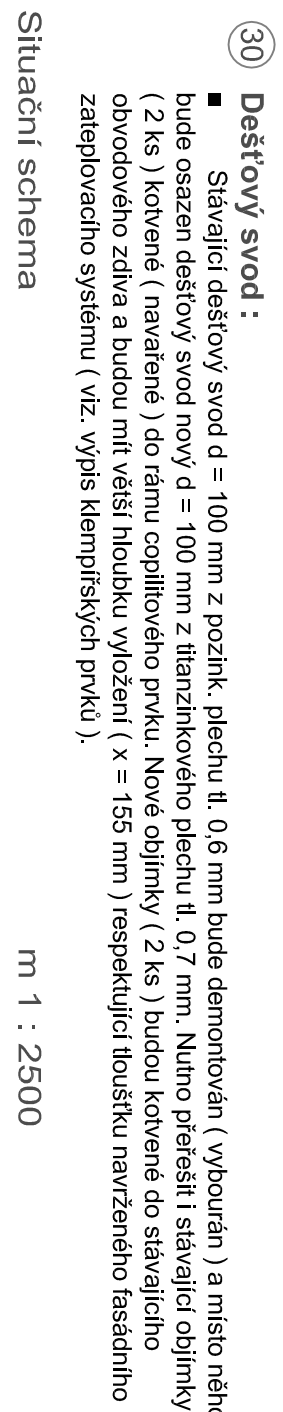 30 Dešťový svod :
▪ Stávající dešťový svod d = 100 mm z pozink. plechu tl. 0,6 mm bude demontován ( vybourán ) a místo něho
bude osazen dešťový svod nový d = 100 mm z titanzinkového plechu tl. 0,7 mm. Nutno přeřešit i stávající objímky
( 2 ks ) kotvené ( navařené ) do rámu copilitového prvku. Nové objímky ( 2 ks ) budou kotvené do stávajícího
obvodového zdiva a budou mít větší hloubku vyložení ( x = 155 mm ) respektující tloušťku navrženého fasádního
zateplovacího systému ( viz. výpis klempířských prvků ).
Situační schema m 1 : 2500